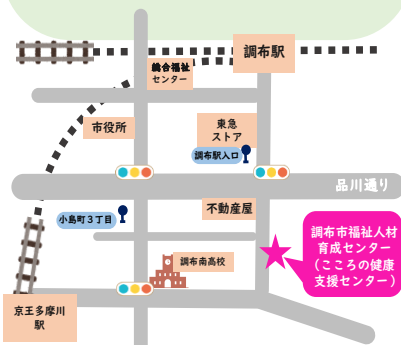 調布駅
総合福祉
センター
市役所
東急
ストア
調布駅入口
品川通り
小島町3丁目
不動産屋
調布市福祉人材
育成センター
（こころの健康
支援センター）
調布南高校
京王多摩川
駅